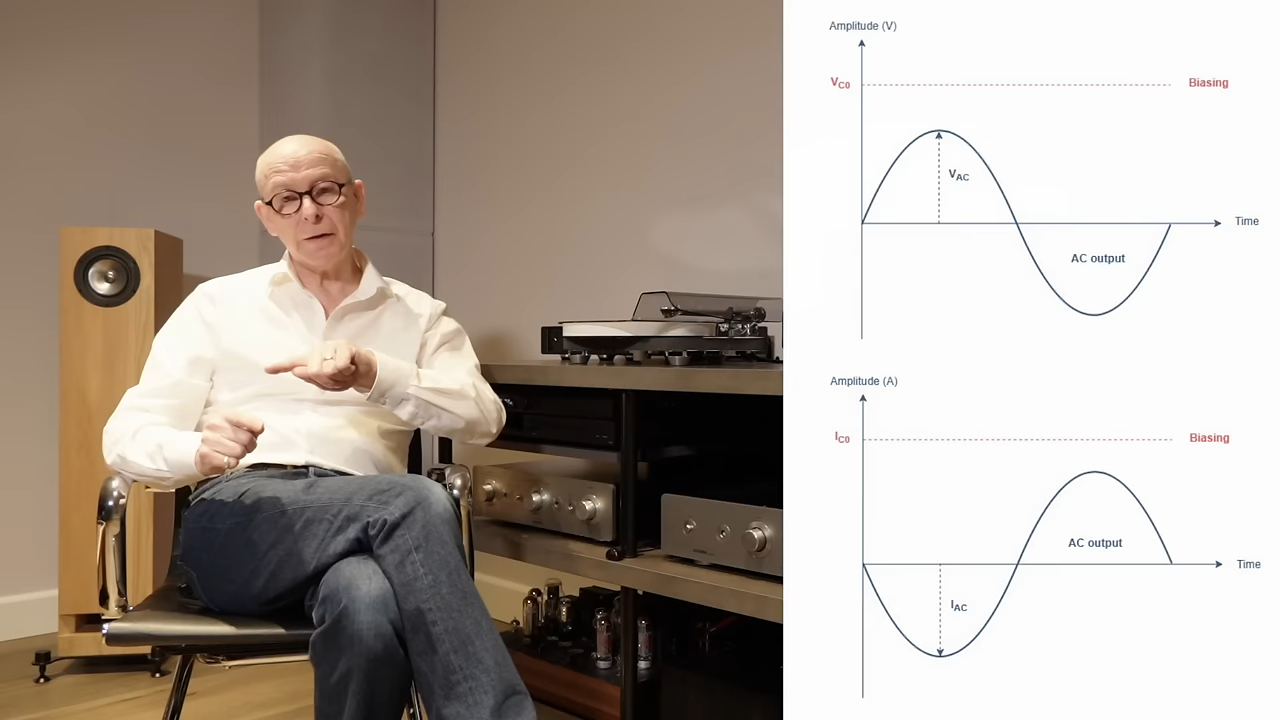 Amplitude (V)
VC0
Biasing
VAC
Time
AC output
Amplitude (A)
IC0
Biasing
AC output
Time
IAC